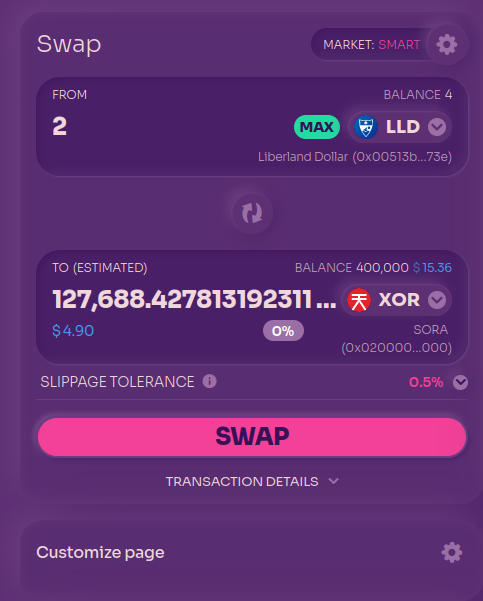 Swap
MARKET: SMART
FROM
BALANCE 4
2
MAX
LLD
Liberland Dollar (0x00513b...73e)
TO (ESTIMATED)
BALANCE 400,000 $15.36
127,688.427813192311 ...
XOR
$4.90
0%
SORA
(0x020000...000)
SLIPPAGE TOLERANCE
0.5%
SWAP
TRANSACTION DETAILS
Customize page